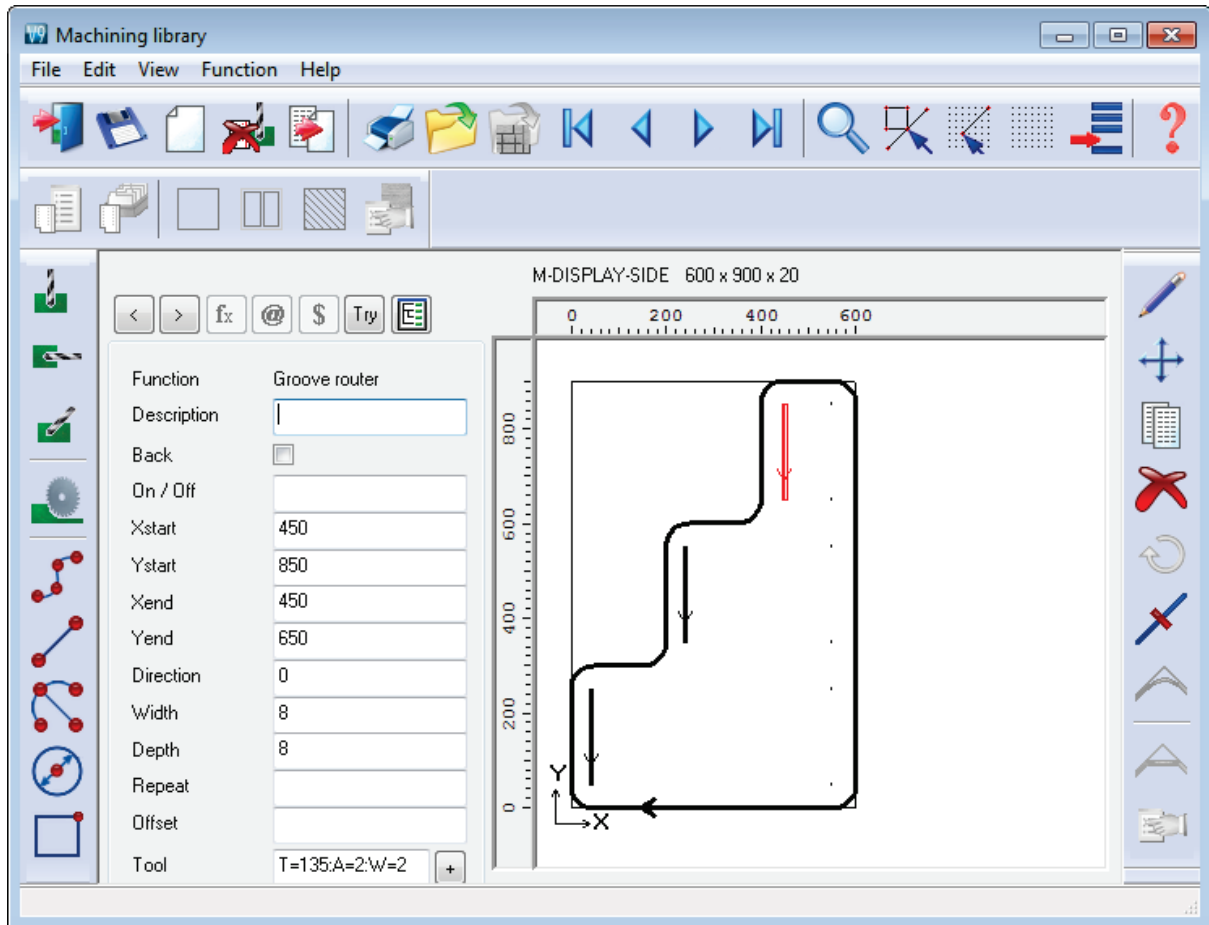 V9 Machining library
File Edit View Function Help
?
M-DISPLAY-SIDE 600 x 900 x 20
< > fx @ $ Try
0 200 400 600
Function Groove router
Description
Back
On / Off
Xstart 450
Ystart 850
Xend 450
Yend 650
Direction 0
Width 8
Depth 8
Repeat
Offset
Tool T=135:A=2:W=2 +
800
600
400
200
0
Y
X